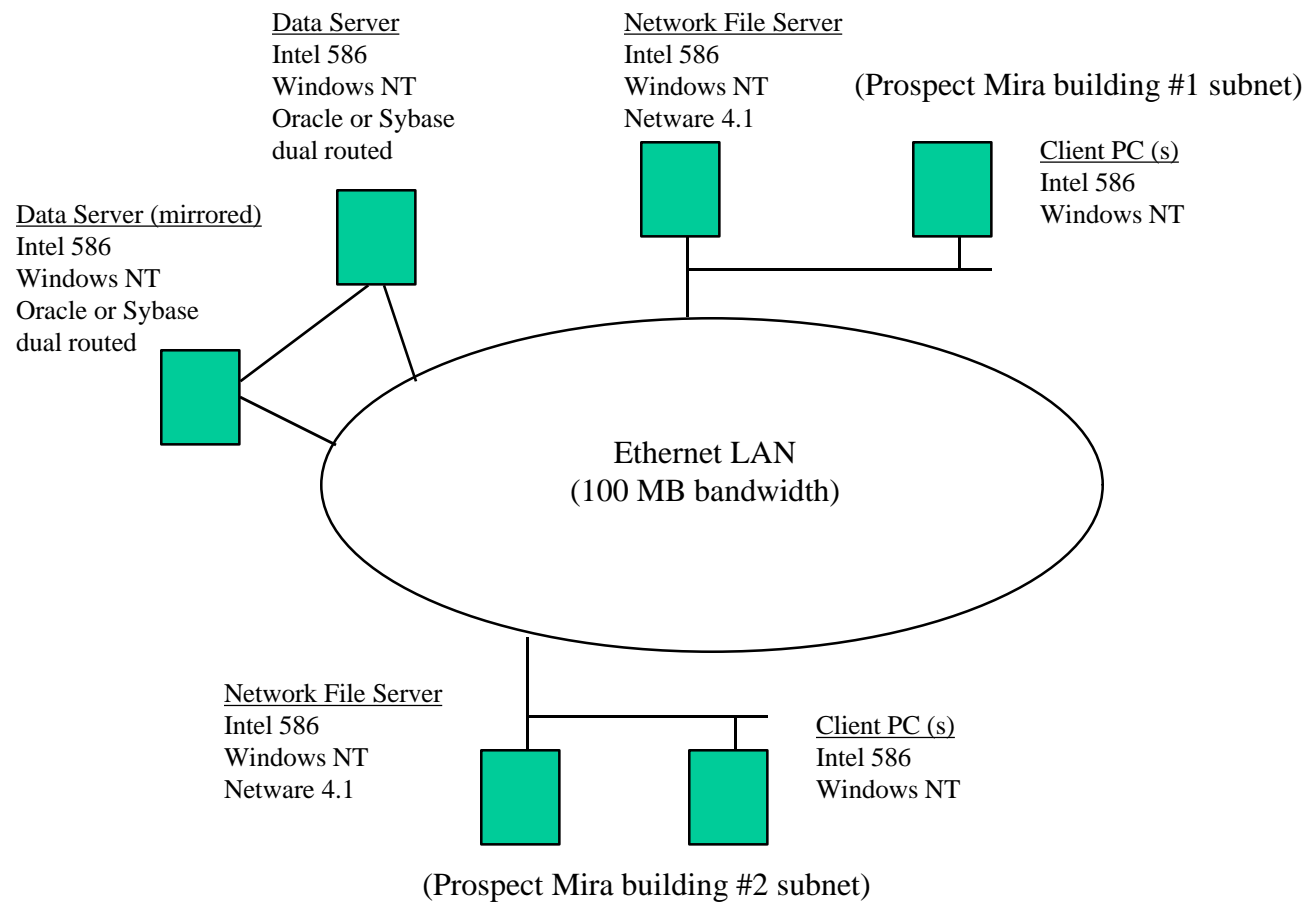 Data Server
Intel 586
Windows NT
Oracle or Sybase
dual routed
Network File Server
Intel 586
Windows NT
Netware 4.1
(Prospect Mira building #1 subnet)
Client PC (s)
Intel 586
Windows NT
Data Server (mirrored)
Intel 586
Windows NT
Oracle or Sybase
dual routed
Ethernet LAN
(100 MB bandwidth)
Network File Server
Intel 586
Windows NT
Netware 4.1
Client PC (s)
Intel 586
Windows NT
(Prospect Mira building #2 subnet)